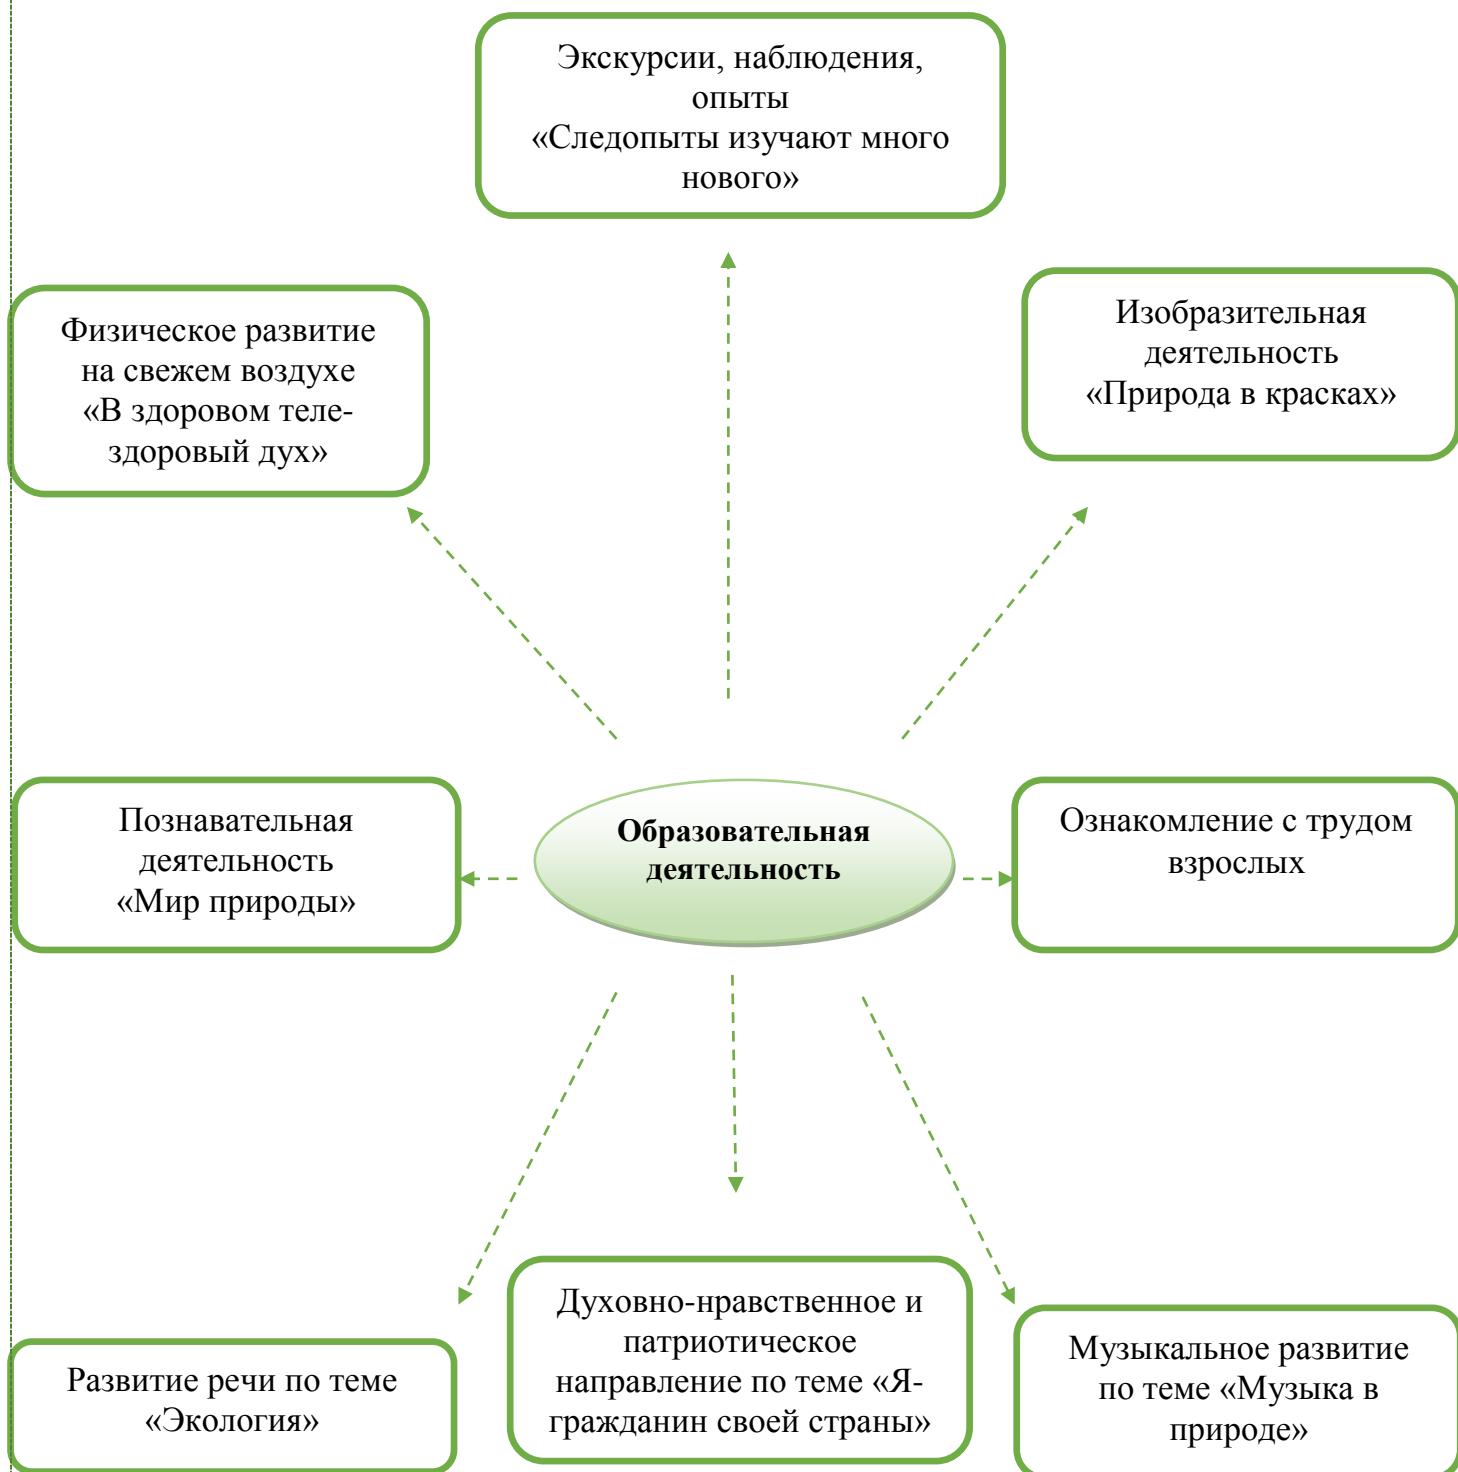 Экскурсии, наблюдения,
опыты
«Следопыты изучают много
нового»
Физическое развитие
на свежем воздухе
«В здоровом теле-
здоровый дух»
Изобразительная
деятельность
«Природа в красках»
Познавательная
деятельность
«Мир природы»
Образовательная
деятельность
Ознакомление с трудом
взрослых
Развитие речи по теме
«Экология»
Духовно-нравственное и
патриотическое
направление по теме «Я-
гражданин своей страны»
Музыкальное развитие
по теме «Музыка в
природе»